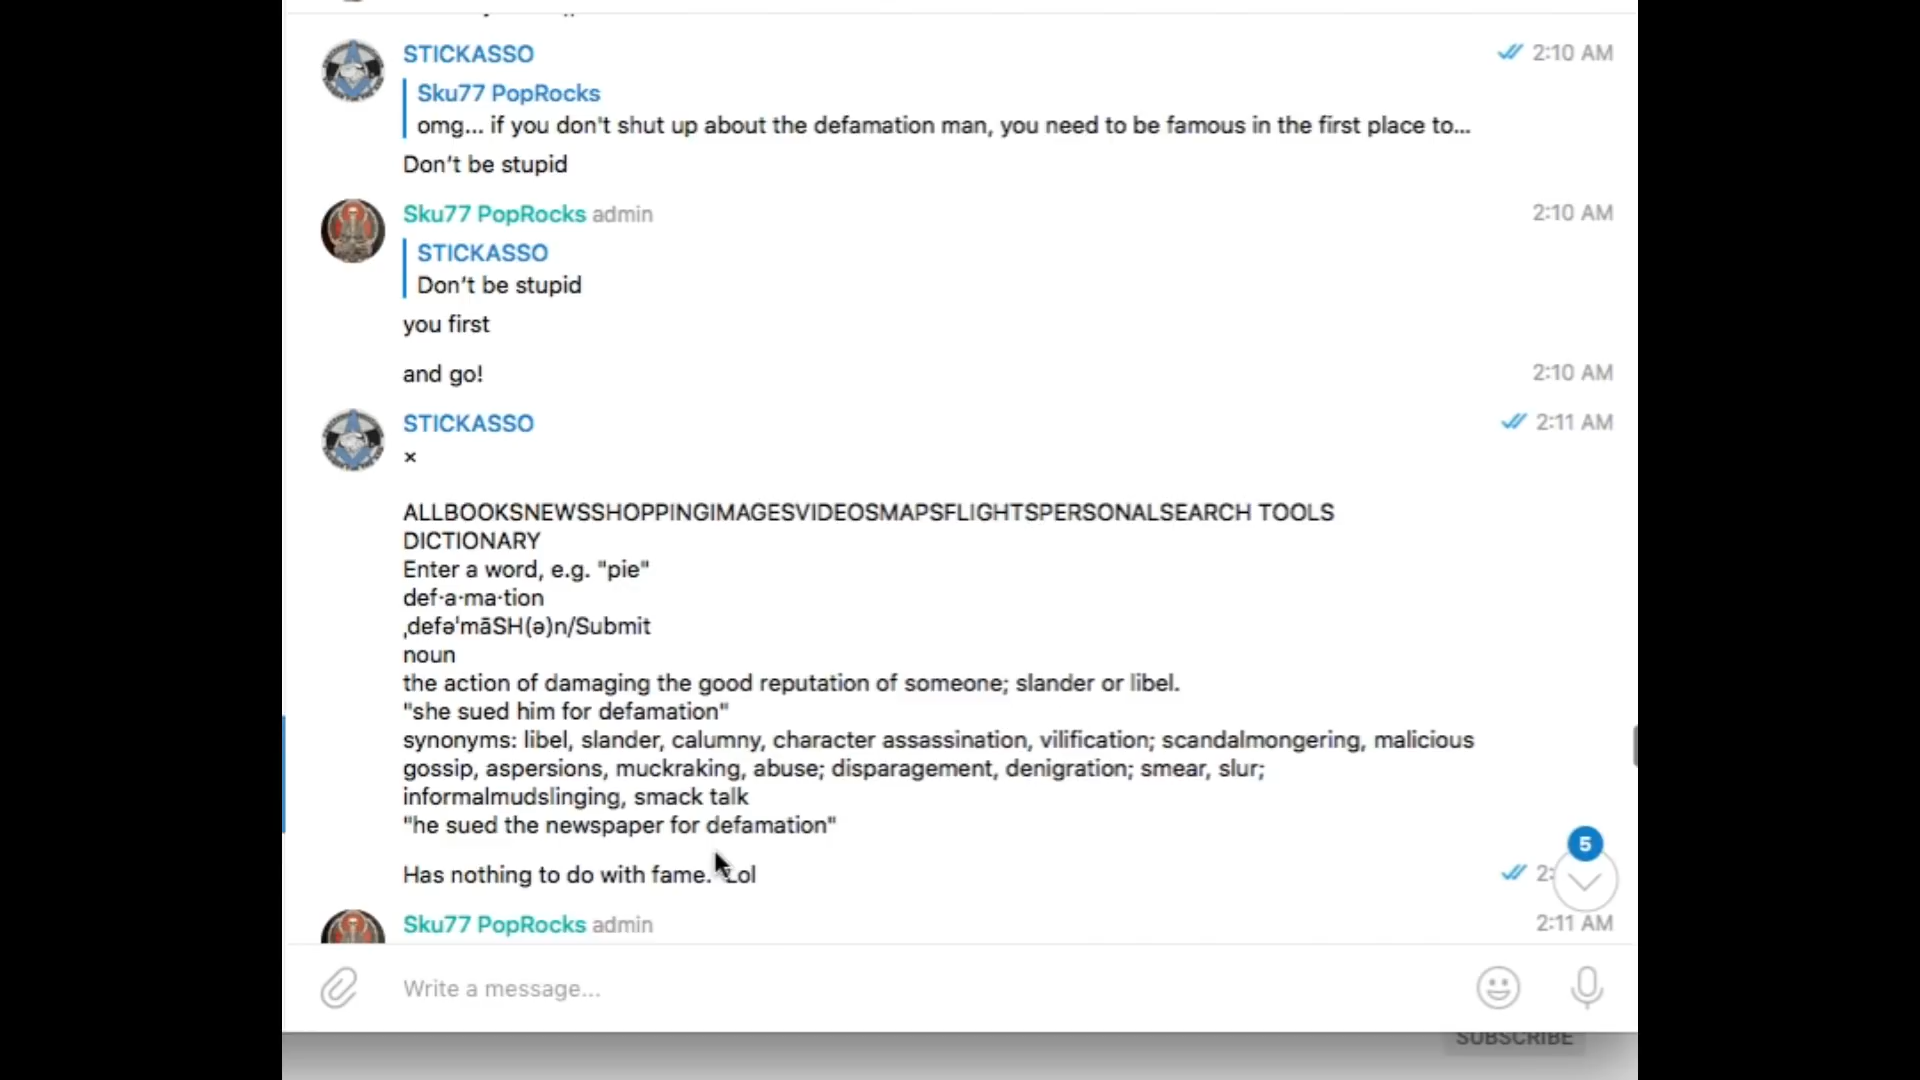 STICKASSO 2:10 AM
Sku77 PopRocks
omg... if you don't shut up about the defamation man, you need to be famous in the first place to...
Don't be stupid
Sku77 PopRocks admin 2:10 AM
STICKASSO
Don't be stupid
you first
and go! 2:10 AM
STICKASSO 2:11 AM
×
ALLBOOKSNEWSSHOPPINGIMAGESVIDEOSMAPSFLIGHTSPERSONALSEARCH TOOLS
DICTIONARY
Enter a word, e.g. "pie"
def·a·ma·tion
ˌdefəˈmāSH(ə)n/Submit
noun
the action of damaging the good reputation of someone; slander or libel.
"she sued him for defamation"
synonyms: libel, slander, calumny, character assassination, vilification; scandalmongering, malicious
gossip, aspersions, muckraking, abuse; disparagement, denigration; smear, slur;
informalmudslinging, smack talk
"he sued the newspaper for defamation"
5
Has nothing to do with fame. Lol 2:
Sku77 PopRocks admin 2:11 AM
Write a message...
SUBSCRIBE